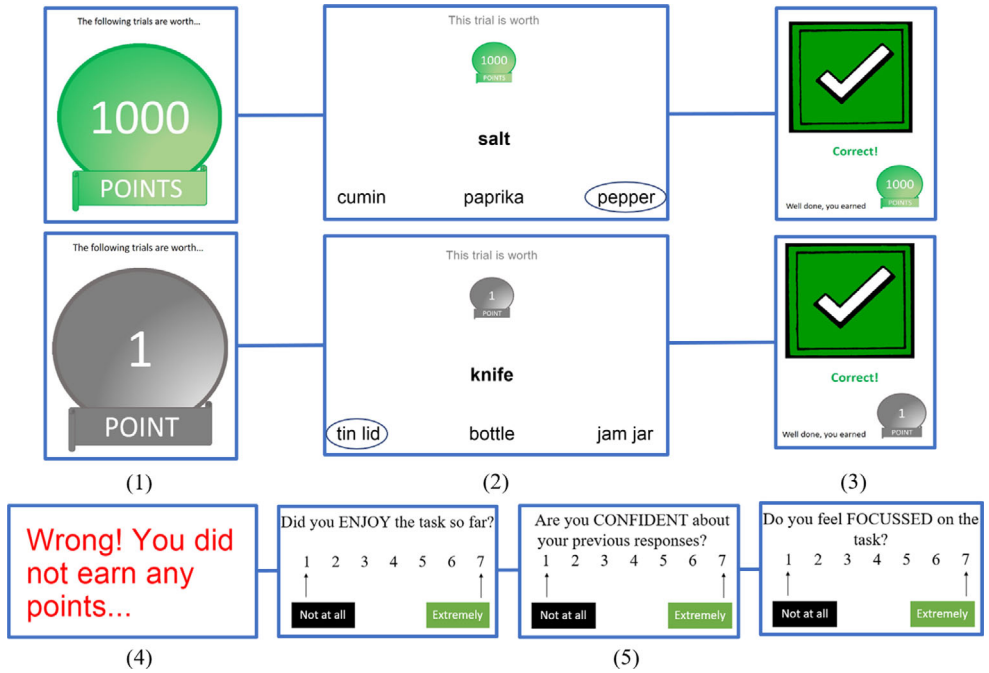 The following trials are worth...
1000
POINTS
This trial is worth
1000
POINTS
salt
cumin paprika pepper
Correct!
1000
POINTS
Well done, you earned
The following trials are worth...
1
POINT
This trial is worth
1
POINT
knife
tin lid bottle jam jar
Correct!
1
POINT
Well done, you earned
(1) (2) (3)
Wrong! You did
not earn any
points...
Did you ENJOY the task so far?
1 2 3 4 5 6 7
Not at all Extremely
Are you CONFIDENT about
your previous responses?
1 2 3 4 5 6 7
Not at all Extremely
Do you feel FOCUSSED on the
task?
1 2 3 4 5 6 7
Not at all Extremely
(4) (5)